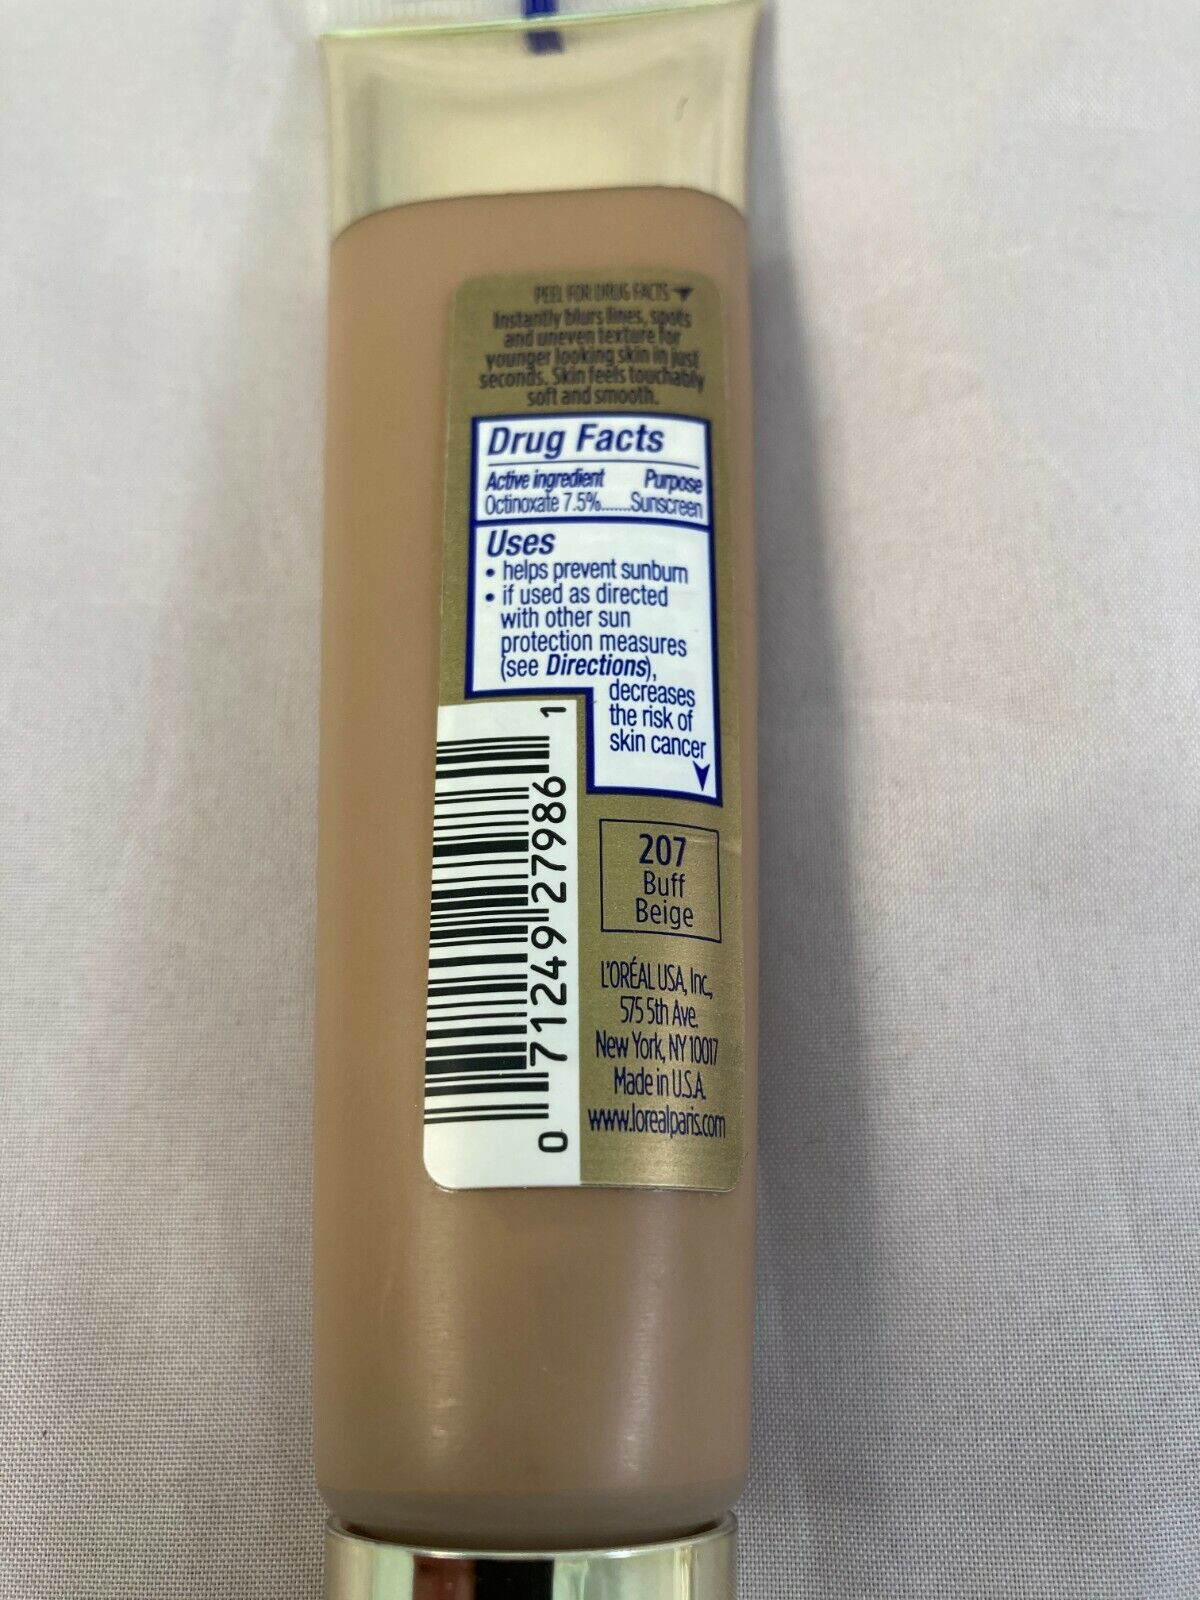 PEEL FOR DRUG FACTS
Instantly blurs lines, spots
and uneven texture for
younger looking skin in just
seconds. Skin feels touchably
soft and smooth.
Drug Facts
Active ingredient Purpose
Octinoxate 7.5%.......Sunscreen
Uses
• helps prevent sunburn
• if used as directed
with other sun
protection measures
(see Directions),
decreases
the risk of
skin cancer
0 71249 27986 1
207
Buff
Beige
L'ORÉAL USA, Inc.,
575 5th Ave.
New York, NY 10017
Made in U.S.A.
www.lorealparis.com